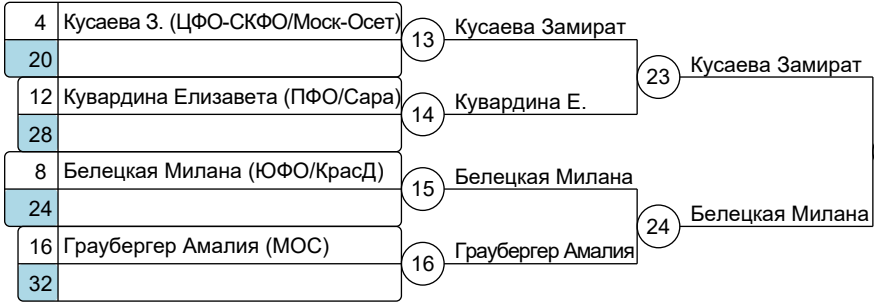 4 Кусаева З. (ЦФО-СКФО/Моск-Осет)
20
13 Кусаева Замират
12 Кувардина Елизавета (ПФО/Сара)
28
14 Кувардина Е.
23 Кусаева Замират
8 Белецкая Милана (ЮФО/КрасД)
24
15 Белецкая Милана
16 Граубергер Амалия (МОС)
32
16 Граубергер Амалия
24 Белецкая Милана